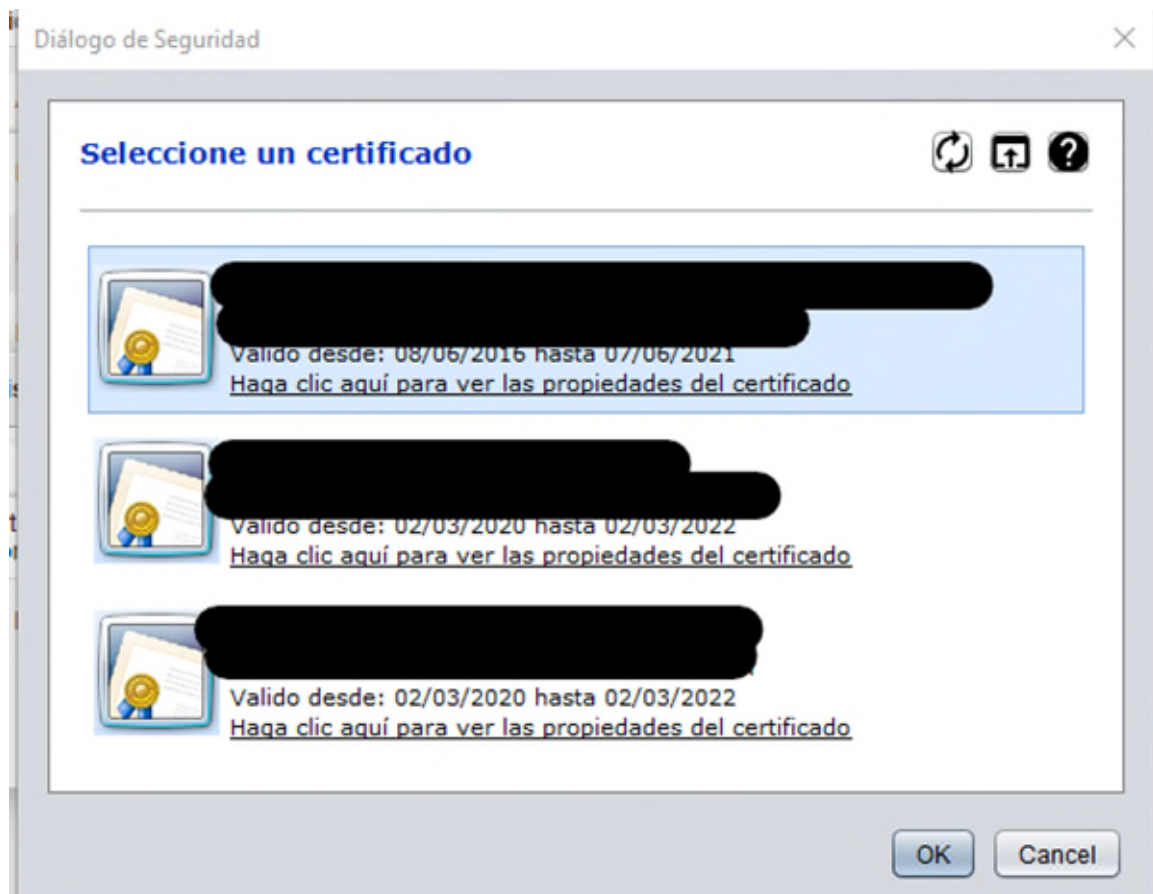 Diálogo de Seguridad
Seleccione un certificado
Valido desde: 08/06/2016 hasta 07/06/2021
Haga clic aquí para ver las propiedades del certificado
Valido desde: 02/03/2020 hasta 02/03/2022
Haga clic aquí para ver las propiedades del certificado
Valido desde: 02/03/2020 hasta 02/03/2022
Haga clic aquí para ver las propiedades del certificado
OK Cancel